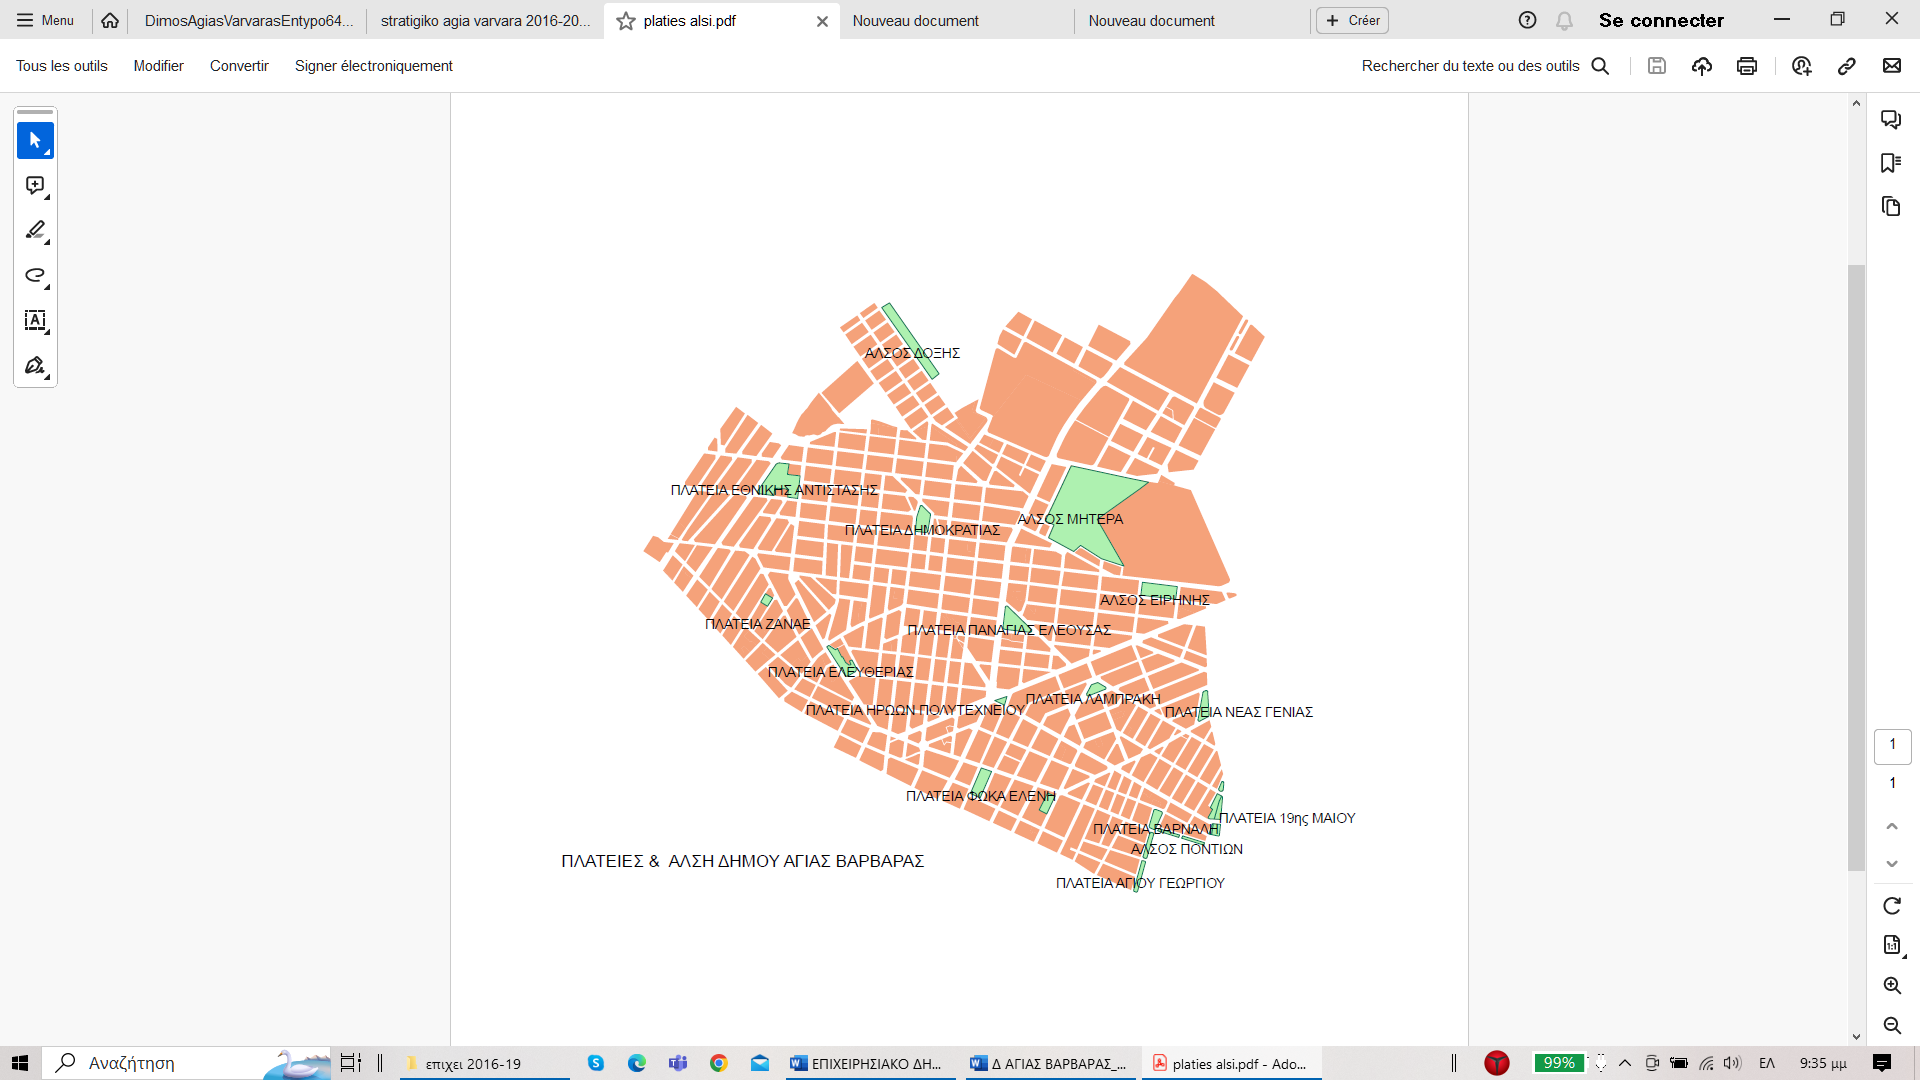 Menu
DimosAgiasVarvarasEntypo64...
stratigiko agia varvara 2016-20...
platies alsi.pdf
Nouveau document
Nouveau document
Créer
Se connecter
Tous les outils
Modifier
Convertir
Signer électroniquement
Rechercher du texte ou des outils
ΑΛΣΟΣ ΔΟΞΗΣ
ΠΛΑΤΕΙΑ ΕΘΝΙΚΗΣ ΑΝΤΙΣΤΑΣΗΣ
ΑΛΣΟΣ ΜΗΤΕΡΑ
ΠΛΑΤΕΙΑ ΔΗΜΟΚΡΑΤΙΑΣ
ΑΛΣΟΣ ΕΙΡΗΝΗΣ
ΠΛΑΤΕΙΑ ΖΑΝΑΕ
ΠΛΑΤΕΙΑ ΠΑΝΑΓΙΑΣ ΕΛΕΟΥΣΑΣ
ΠΛΑΤΕΙΑ ΕΛΕΥΘΕΡΙΑΣ
ΠΛΑΤΕΙΑ ΛΑΜΠΡΑΚΗ
ΠΛΑΤΕΙΑ ΗΡΩΩΝ ΠΟΛΥΤΕΧΝΕΙΟΥ
ΠΛΑΤΕΙΑ ΝΕΑΣ ΓΕΝΙΑΣ
ΠΛΑΤΕΙΑ ΦΩΚΑ ΕΛΕΝΗ
ΠΛΑΤΕΙΑ 19ης ΜΑΙΟΥ
ΠΛΑΤΕΙΑ ΒΑΡΝΑΛΗ
ΑΛΣΟΣ ΠΟΝΤΙΩΝ
ΠΛΑΤΕΙΕΣ & ΑΛΣΗ ΔΗΜΟΥ ΑΓΙΑΣ ΒΑΡΒΑΡΑΣ
ΠΛΑΤΕΙΑ ΑΓΙΟΥ ΓΕΩΡΓΙΟΥ
1
1
Αναζήτηση
επιχει 2016-19
ΕΠΙΧΕΙΡΗΣΙΑΚΟ ΔΗ...
Δ ΑΓΙΑΣ ΒΑΡΒΑΡΑΣ_...
platies alsi.pdf - Ado...
99%
ΕΛ
9:35 μμ